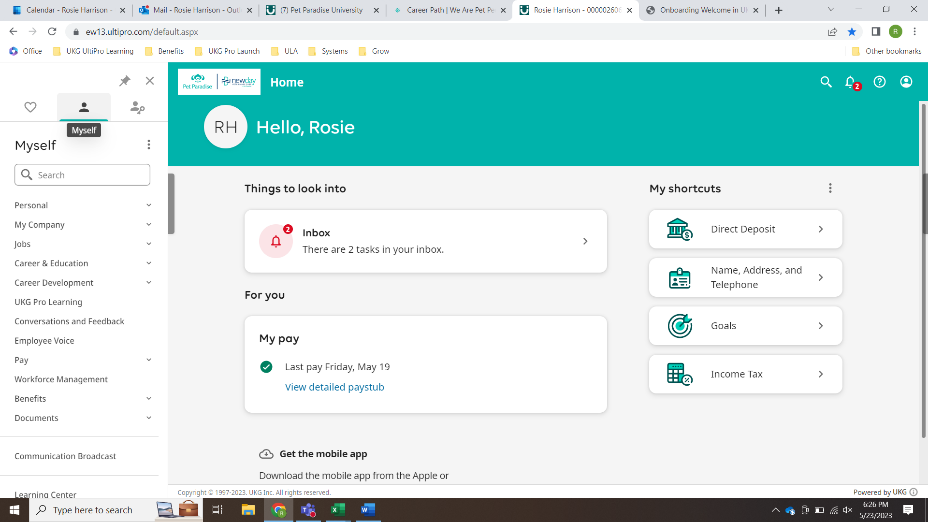 Calendar - Rosie Harrison -
Mail - Rosie Harrison - Out
(7) Pet Paradise University
Career Path | We Are Pet Pa
Rosie Harrison - 000002636
Onboarding Welcome in Ul
ew13.ultipro.com/default.aspx
R
Office
UKG UltiPro Learning
Benefits
UKG Pro Launch
ULA
Systems
Grow
Other bookmarks
Pet Paradise
newday
Home
2
Myself
RH
Hello, Rosie
Myself
Search
Personal
My Company
Jobs
Career & Education
Career Development
UKG Pro Learning
Conversations and Feedback
Employee Voice
Pay
Workforce Management
Benefits
Documents
Communication Broadcast
Learning Center
Things to look into
2
Inbox
There are 2 tasks in your inbox.
For you
My pay
Last pay Friday, May 19
View detailed paystub
Get the mobile app
Download the mobile app from the Apple or
My shortcuts
Direct Deposit
Name, Address, and
Telephone
Goals
Income Tax
Copyright © 1997-2023. UKG Inc. All rights reserved.
Powered by UKG
Type here to search
6:26 PM
5/23/2023